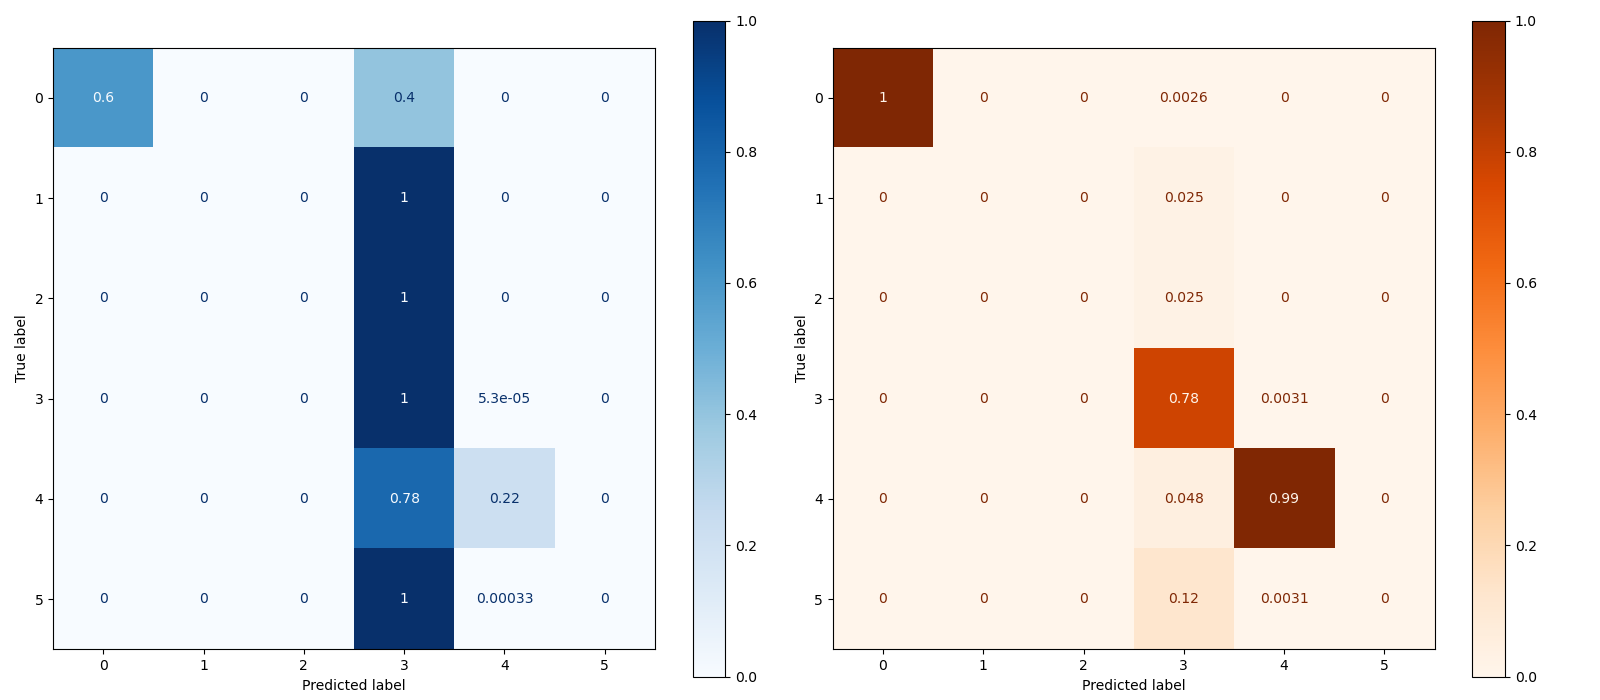 1.0
0.8
0.6
0.4
0.2
0.0
True label
0 0.6 0 0 0.4 0 0
1 0 0 0 1 0 0
2 0 0 0 1 0 0
3 0 0 0 1 5.3e-05 0
4 0 0 0 0.78 0.22 0
5 0 0 0 1 0.00033 0
0 1 2 3 4 5
Predicted label
1.0
0.8
0.6
0.4
0.2
0.0
True label
0 1 0 0 0.0026 0 0
1 0 0 0 0.025 0 0
2 0 0 0 0.025 0 0
3 0 0 0 0.78 0.0031 0
4 0 0 0 0.048 0.99 0
5 0 0 0 0.12 0.0031 0
0 1 2 3 4 5
Predicted label